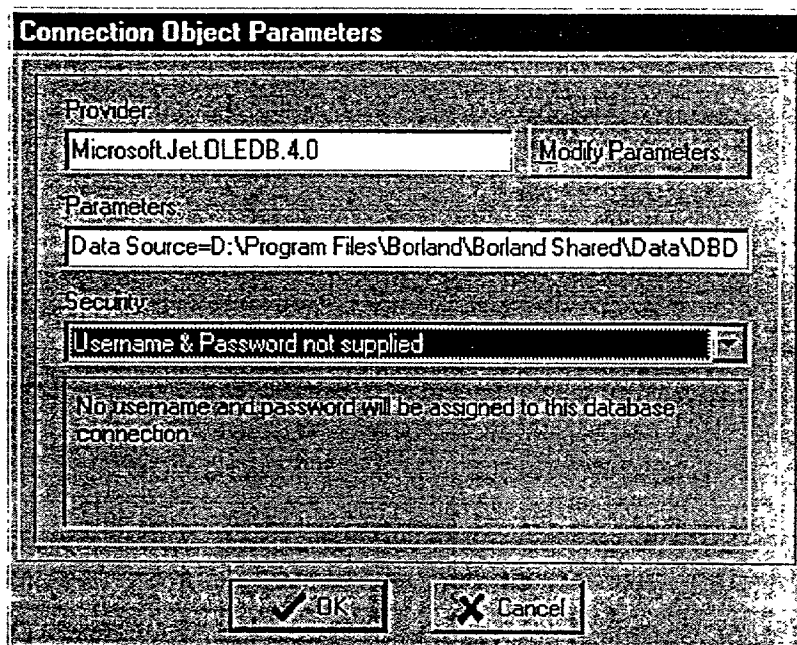 Connection Object Parameters
Provider:
Microsoft.Jet.OLEDB.4.0
Modify Parameters...
Parameters:
Data Source=D:\Program Files\Borland\Borland Shared\Data\DBD
Security:
Username & Password not supplied
No username and password will be assigned to this database
connection.
OK
Cancel